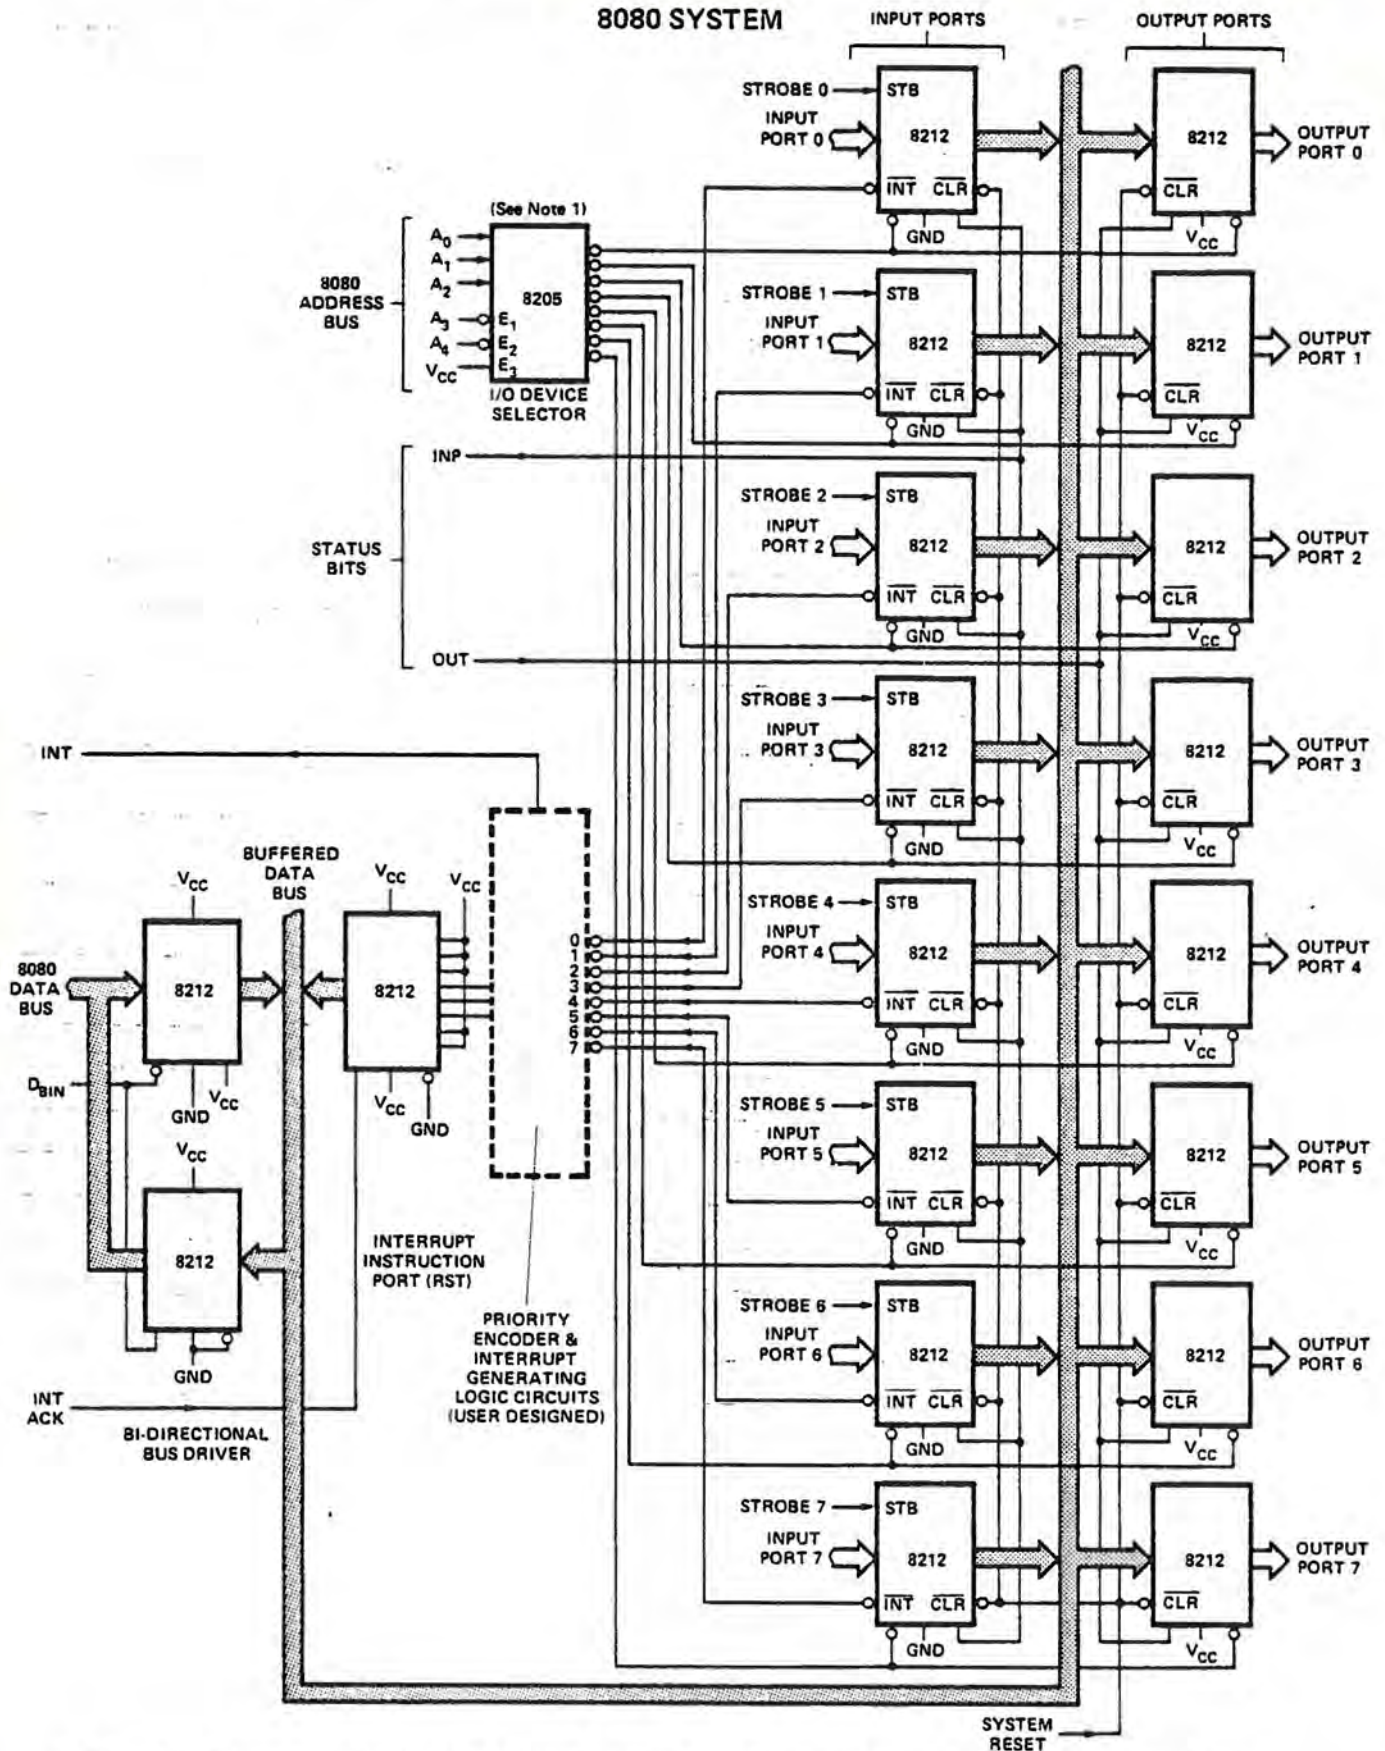 8080 SYSTEM
INPUT PORTS
OUTPUT PORTS
STROBE 0
STB
INPUT
PORT 0
8212
INT CLR
GND
8212
CLR
VCC
OUTPUT
PORT 0
(See Note 1)
8080
ADDRESS
BUS
A0
A1
A2
A3
A4
VCC
8205
E1
E2
E3
I/O DEVICE
SELECTOR
STROBE 1
STB
INPUT
PORT 1
8212
INT CLR
GND
8212
CLR
VCC
OUTPUT
PORT 1
STATUS
BITS
INP
OUT
STROBE 2
STB
INPUT
PORT 2
8212
INT CLR
GND
8212
CLR
VCC
OUTPUT
PORT 2
STROBE 3
STB
INPUT
PORT 3
8212
INT CLR
GND
8212
CLR
VCC
OUTPUT
PORT 3
INT
8080
DATA
BUS
VCC
8212
BUFFERED
DATA
BUS
VCC
8212
VCC
0
1
2
3
4
5
6
7
DBIN
GND
VCC
VCC
GND
VCC
8212
GND
INT
ACK
BI-DIRECTIONAL
BUS DRIVER
INTERRUPT
INSTRUCTION
PORT (RST)
PRIORITY
ENCODER &
INTERRUPT
GENERATING
LOGIC CIRCUITS
(USER DESIGNED)
STROBE 4
STB
INPUT
PORT 4
8212
INT CLR
GND
8212
CLR
VCC
OUTPUT
PORT 4
STROBE 5
STB
INPUT
PORT 5
8212
INT CLR
GND
8212
CLR
VCC
OUTPUT
PORT 5
STROBE 6
STB
INPUT
PORT 6
8212
INT CLR
GND
8212
CLR
VCC
OUTPUT
PORT 6
STROBE 7
STB
INPUT
PORT 7
8212
INT CLR
GND
8212
CLR
VCC
OUTPUT
PORT 7
SYSTEM
RESET